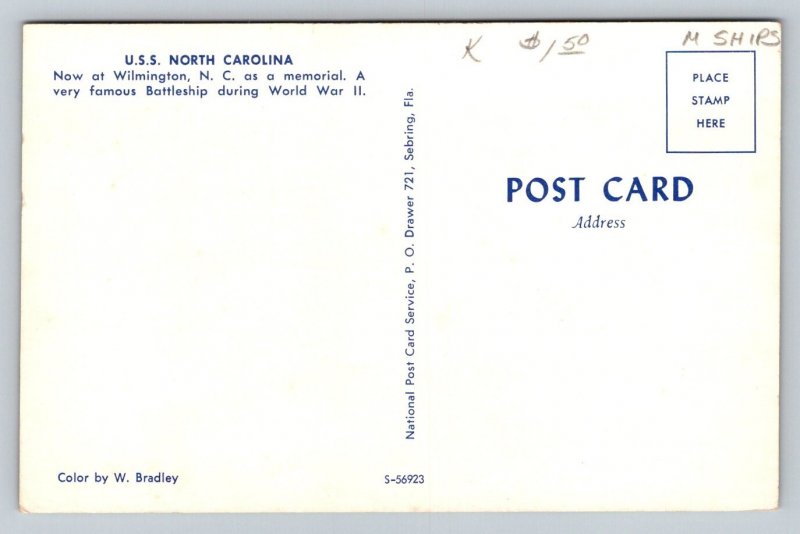 U.S.S. NORTH CAROLINA
Now at Wilmington, N. C. as a memorial. A
very famous Battleship during World War II.
Color by W. Bradley
National Post Card Service, P. O. Drawer 721, Sebring, Fla.
S-56923
K $1.50
M SHIPS
PLACE
STAMP
HERE
POST CARD
Address